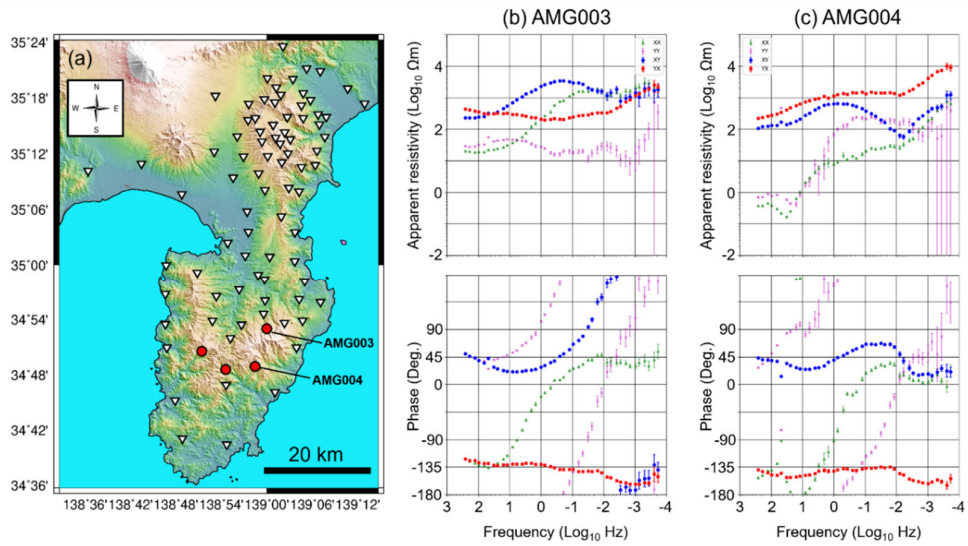 (b) AMG003
(c) AMG004
35˚24'
35˚18'
35˚12'
35˚06'
35˚00'
34˚54'
34˚48'
34˚42'
34˚36'
(a)
N
W E
S
AMG003
AMG004
20 km
138˚36' 138˚48' 138˚54' 139˚00' 139˚06' 139˚12'
Apparent resistivity (Log10 Ωm)
4
2
0
-2
XX
YY
XY
YX
Phase (Deg.)
90
45
0
-90
-135
-180
2 1 0 -1 -2 -3 -4
Frequency (Log10 Hz)
Apparent resistivity (Log10 Ωm)
4
2
0
-2
XX
YY
XY
YX
Phase (Deg.)
90
45
0
-90
-135
-180
2 1 0 -1 -2 -3 -4
Frequency (Log10 Hz)